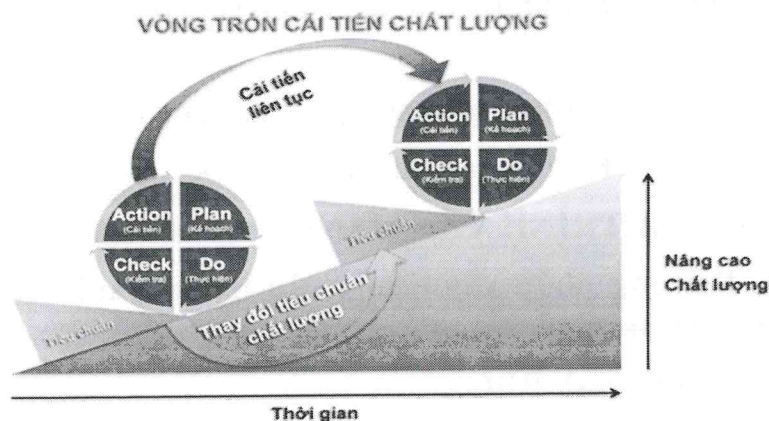 VÒNG TRÒN CẢI TIẾN CHẤT LƯỢNG
Cải tiến
liên tục
Action
(Cải tiến)
Plan
(Kế hoạch)
Check
(Kiểm tra)
Do
(Thực hiện)
Action
(Cải tiến)
Plan
(Kế hoạch)
Check
(Kiểm tra)
Do
(Thực hiện)
Tiêu chuẩn
Tiêu chuẩn
Thay đổi tiêu chuẩn
chất lượng
Nâng cao
Chất lượng
Thời gian